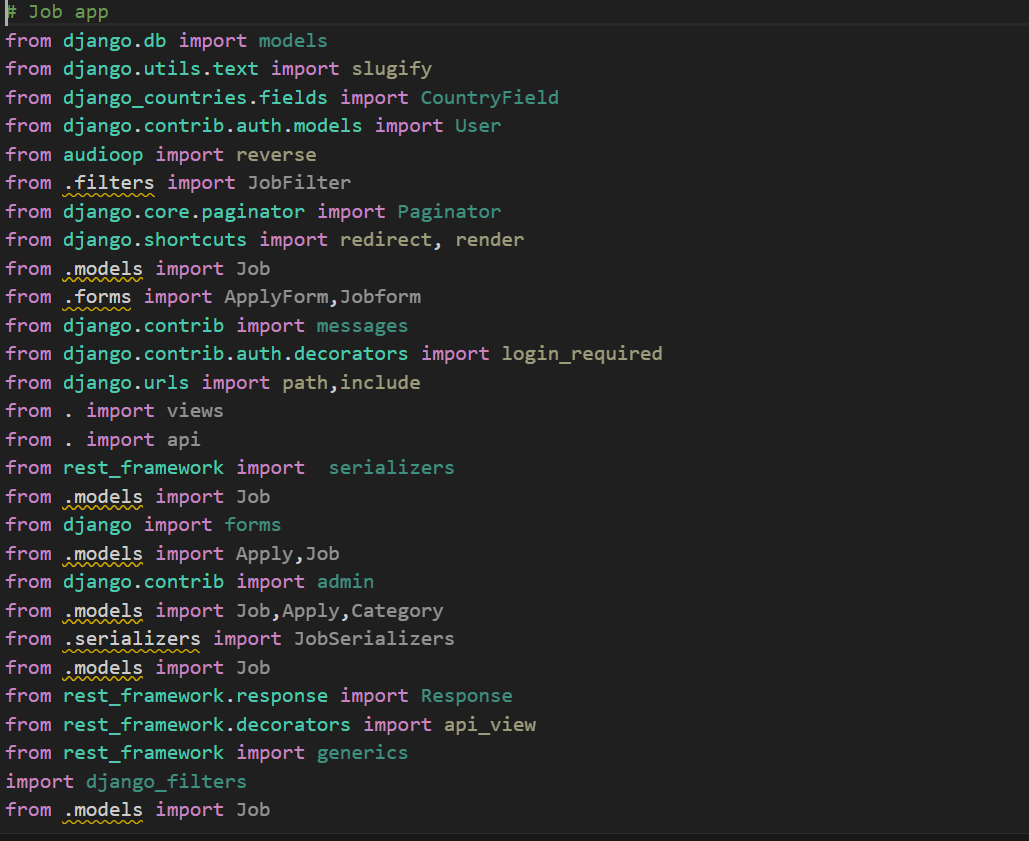 # Job app
from django.db import models
from django.utils.text import slugify
from django_countries.fields import CountryField
from django.contrib.auth.models import User
from audioop import reverse
from .filters import JobFilter
from django.core.paginator import Paginator
from django.shortcuts import redirect, render
from .models import Job
from .forms import ApplyForm,Jobform
from django.contrib import messages
from django.contrib.auth.decorators import login_required
from django.urls import path,include
from . import views
from . import api
from rest_framework import  serializers
from .models import Job
from django import forms
from .models import Apply,Job
from django.contrib import admin
from .models import Job,Apply,Category
from .serializers import JobSerializers
from .models import Job
from rest_framework.response import Response
from rest_framework.decorators import api_view
from rest_framework import generics
import django_filters
from .models import Job